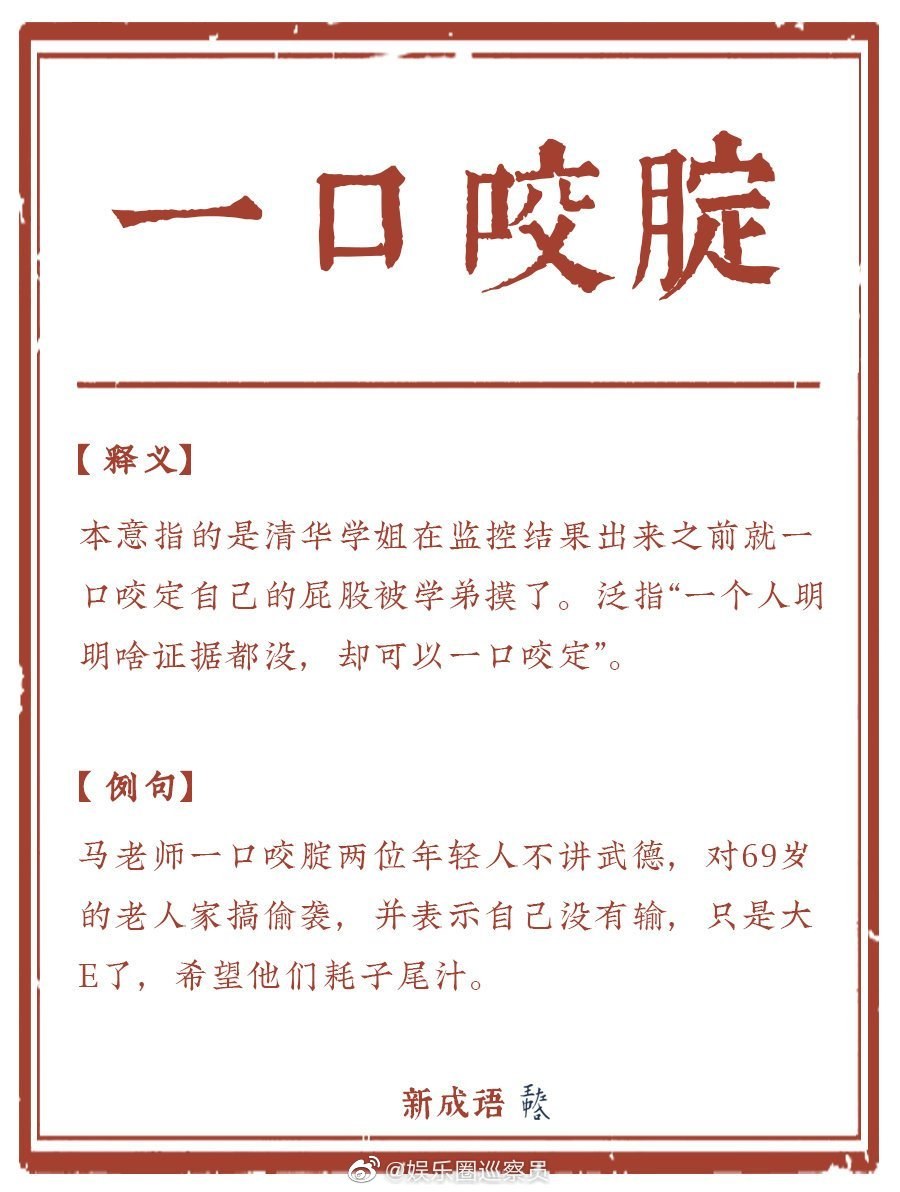 一口咬腚
【释义】
本意指的是清华学姐在监控结果出来之前就一
口咬定自己的屁股被学弟摸了。泛指“一个人明
明啥证据都没，却可以一口咬定”。
【例句】
马老师一口咬腚两位年轻人不讲武德，对69岁
的老人家搞偷袭，并表示自己没有输，只是大
E了，希望他们耗子尾汁。
新成语
@娱乐圈巡察员